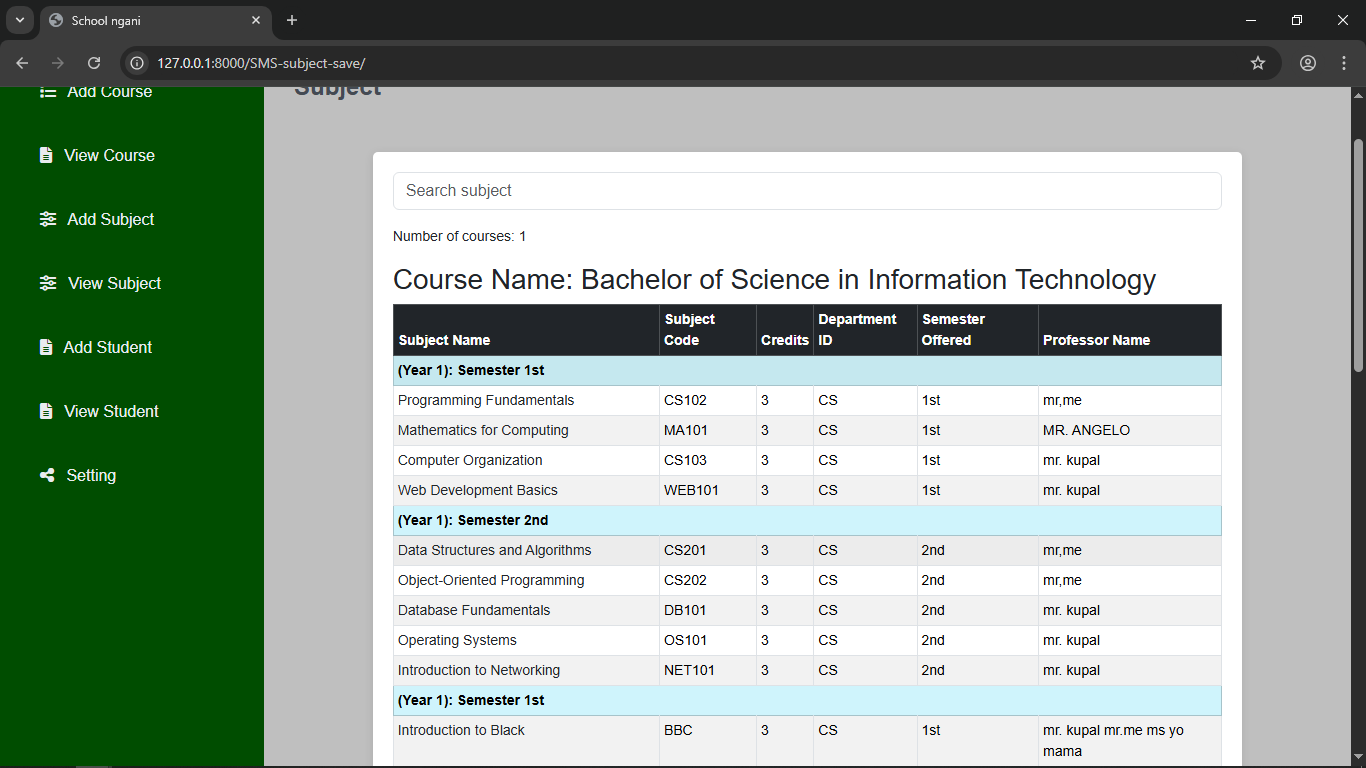 School ngani
127.0.0.1:8000/SMS-subject-save/
Add Course
View Course
Add Subject
View Subject
Add Student
View Student
Setting
Subject
Search subject
Number of courses: 1
Course Name: Bachelor of Science in Information Technology
Subject Name Subject Code Credits Department ID Semester Offered Professor Name
(Year 1): Semester 1st
Programming Fundamentals CS102 3 CS 1st mr,me
Mathematics for Computing MA101 3 CS 1st MR. ANGELO
Computer Organization CS103 3 CS 1st mr. kupal
Web Development Basics WEB101 3 CS 1st mr. kupal
(Year 1): Semester 2nd
Data Structures and Algorithms CS201 3 CS 2nd mr,me
Object-Oriented Programming CS202 3 CS 2nd mr,me
Database Fundamentals DB101 3 CS 2nd mr. kupal
Operating Systems OS101 3 CS 2nd mr. kupal
Introduction to Networking NET101 3 CS 2nd mr. kupal
(Year 1): Semester 1st
Introduction to Black BBC 3 CS 1st mr. kupal mr.me ms yo
mama